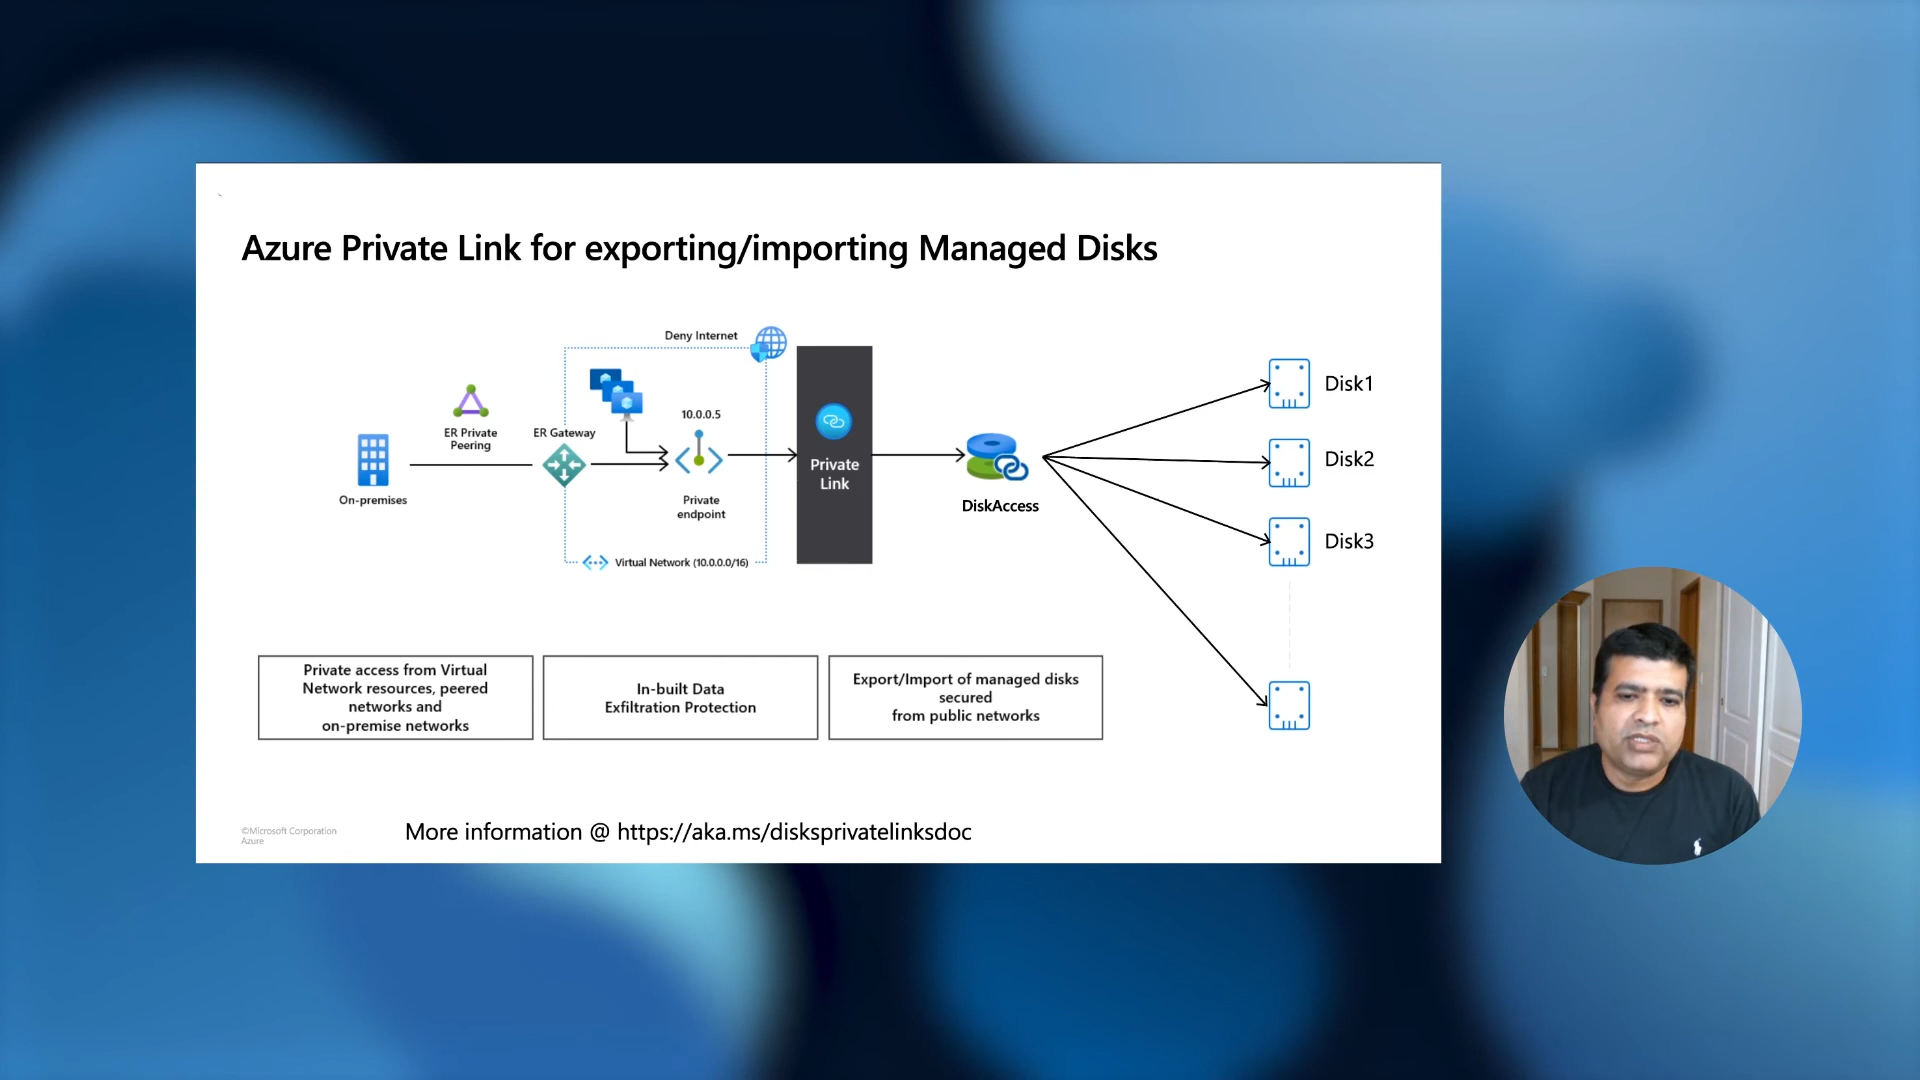 Azure Private Link for exporting/importing Managed Disks
Deny Internet
10.0.0.5
ER Private
Peering
ER Gateway
On-premises
Private
endpoint
Virtual Network (10.0.0.0/16)
Private
Link
DiskAccess
Disk1
Disk2
Disk3
Private access from Virtual
Network resources, peered
networks and
on-premise networks
In-built Data
Exfiltration Protection
Export/Import of managed disks
secured
from public networks
©Microsoft Corporation
Azure
More information @ https://aka.ms/disksprivatelinksdoc